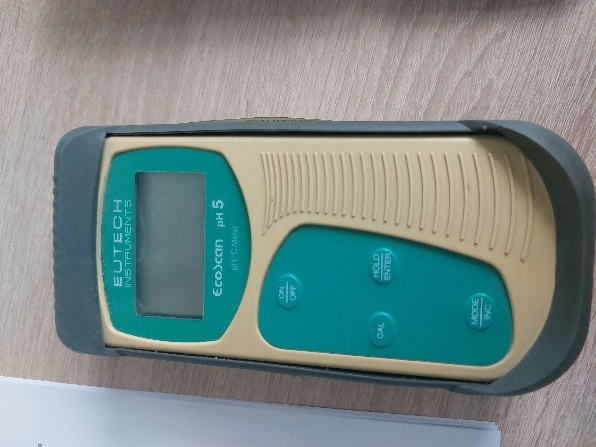 EUTECH
INSTRUMENTS
EcoScan pH 5
pH/°C Meter
ON
OFF
HOLD
ENTER
CAL
MODE
INC